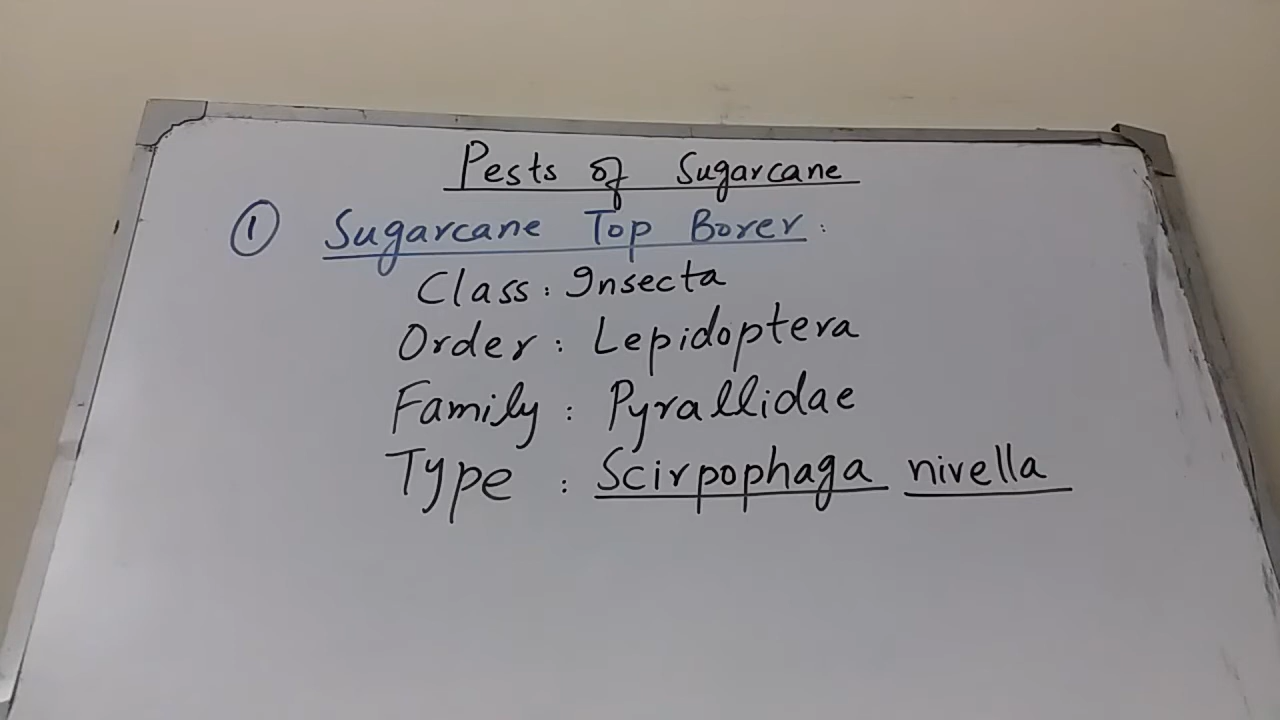 Pests of Sugarcane
① Sugarcane Top Borer :
Class : Insecta
Order : Lepidoptera
Family : Pyrallidae
Type : Scirpophaga nivella